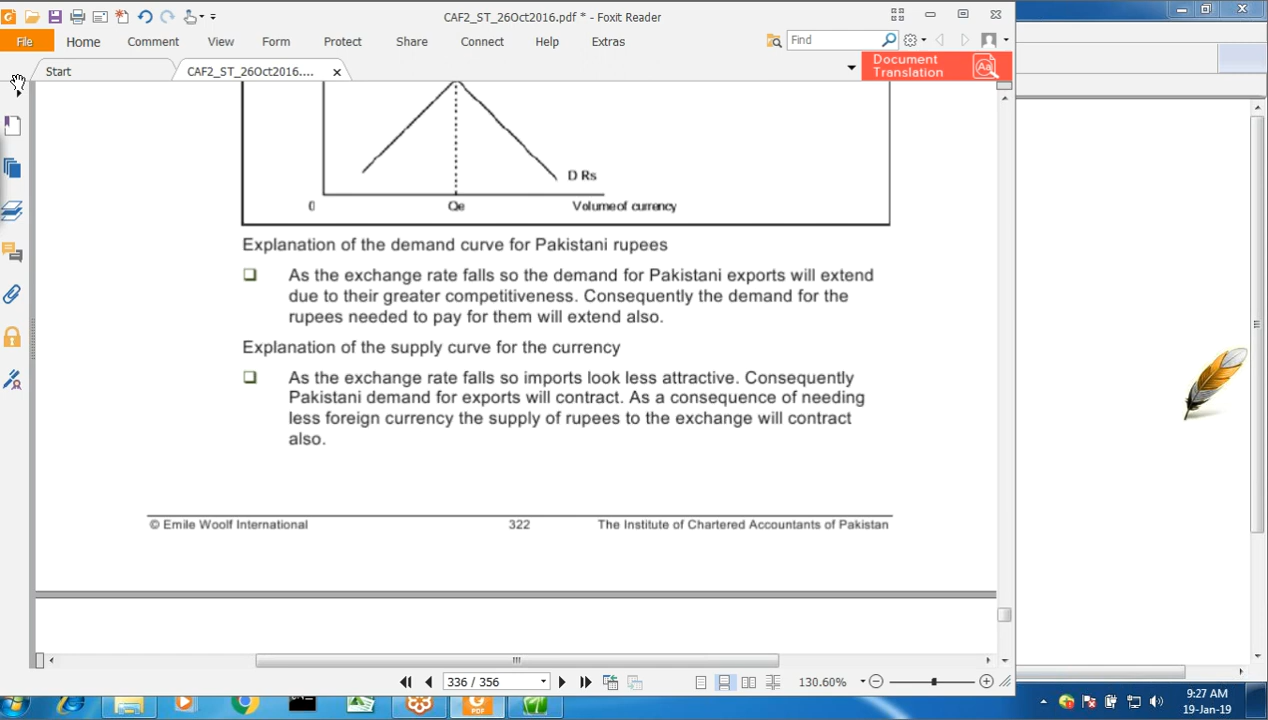 CAF2_ST_26Oct2016.pdf * - Foxit Reader
File Home Comment View Form Protect Share Connect Help Extras Find
Start CAF2_ST_26Oct2016.... Document
Translation
D Rs
0 Qe Volume of currency
Explanation of the demand curve for Pakistani rupees
As the exchange rate falls so the demand for Pakistani exports will extend
due to their greater competitiveness. Consequently the demand for the
rupees needed to pay for them will extend also.
Explanation of the supply curve for the currency
As the exchange rate falls so imports look less attractive. Consequently
Pakistani demand for exports will contract. As a consequence of needing
less foreign currency the supply of rupees to the exchange will contract
also.
© Emile Woolf International 322 The Institute of Chartered Accountants of Pakistan
336 / 356 130.60%
PDF
9:27 AM
19-Jan-19